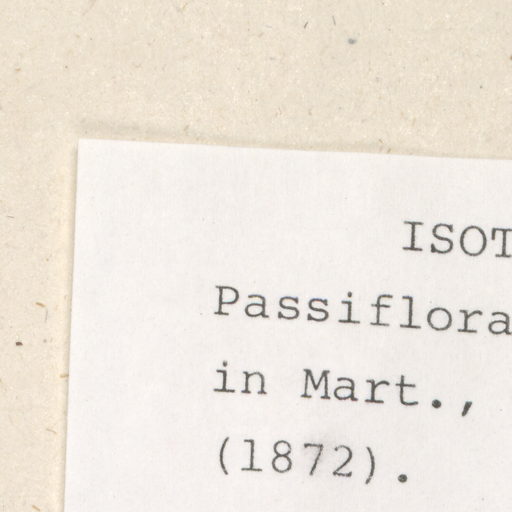 ISOT
Passiflora
in Mart.,
(1872).